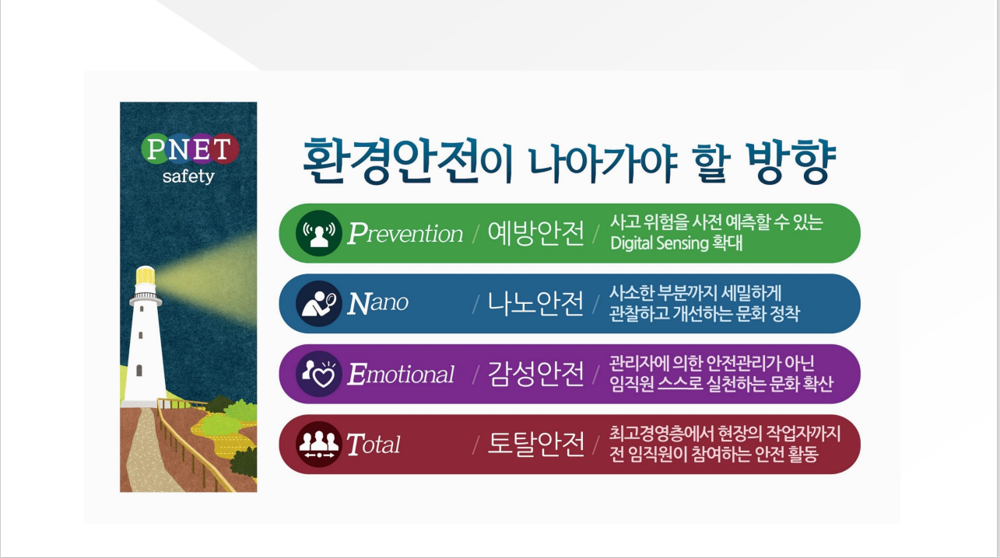 PNET
safety
환경안전이 나아가야 할 방향
Prevention / 예방안전 / 사고 위험을 사전 예측할 수 있는
Digital Sensing 확대
Nano / 나노안전 / 사소한 부분까지 세밀하게
관찰하고 개선하는 문화 정착
Emotional / 감성안전 / 관리자에 의한 안전관리가 아닌
임직원 스스로 실천하는 문화 확산
Total / 토탈안전 / 최고경영층에서 현장의 작업자까지
전 임직원이 참여하는 안전 활동